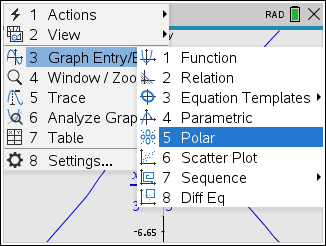 RAD
1 Actions
2 View
3 Graph Entry/E
4 Window / Zoo
5 Trace
6 Analyze Grap
7 Table
8 Settings...
1 Function
2 Relation
3 Equation Templates
4 Parametric
5 Polar
6 Scatter Plot
7 Sequence
8 Diff Eq
y
-6.65